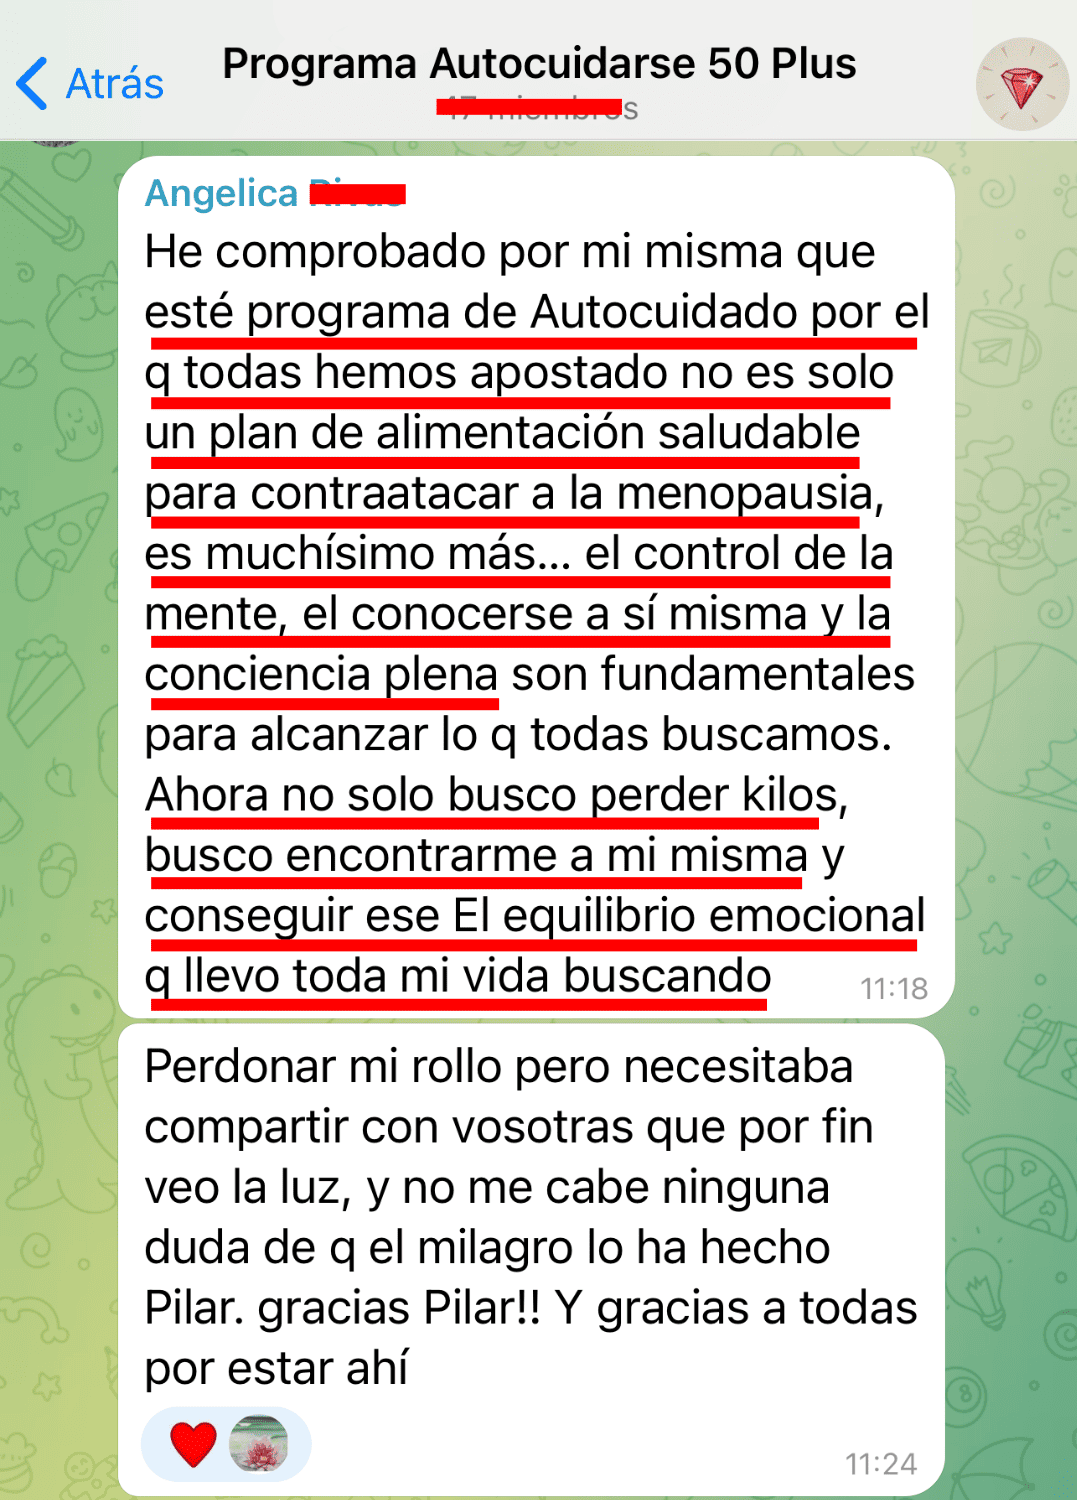 Atrás
Programa Autocuidarse 50 Plus
Angelica
He comprobado por mi misma que
esté programa de Autocuidado por el
q todas hemos apostado no es solo
un plan de alimentación saludable
para contraatacar a la menopausia,
es muchísimo más... el control de la
mente, el conocerse a sí misma y la
conciencia plena son fundamentales
para alcanzar lo q todas buscamos.
Ahora no solo busco perder kilos,
busco encontrarme a mi misma y
conseguir ese El equilibrio emocional
q llevo toda mi vida buscando
11:18
Perdonar mi rollo pero necesitaba
compartir con vosotras que por fin
veo la luz, y no me cabe ninguna
duda de q el milagro lo ha hecho
Pilar. gracias Pilar!! Y gracias a todas
por estar ahí
11:24